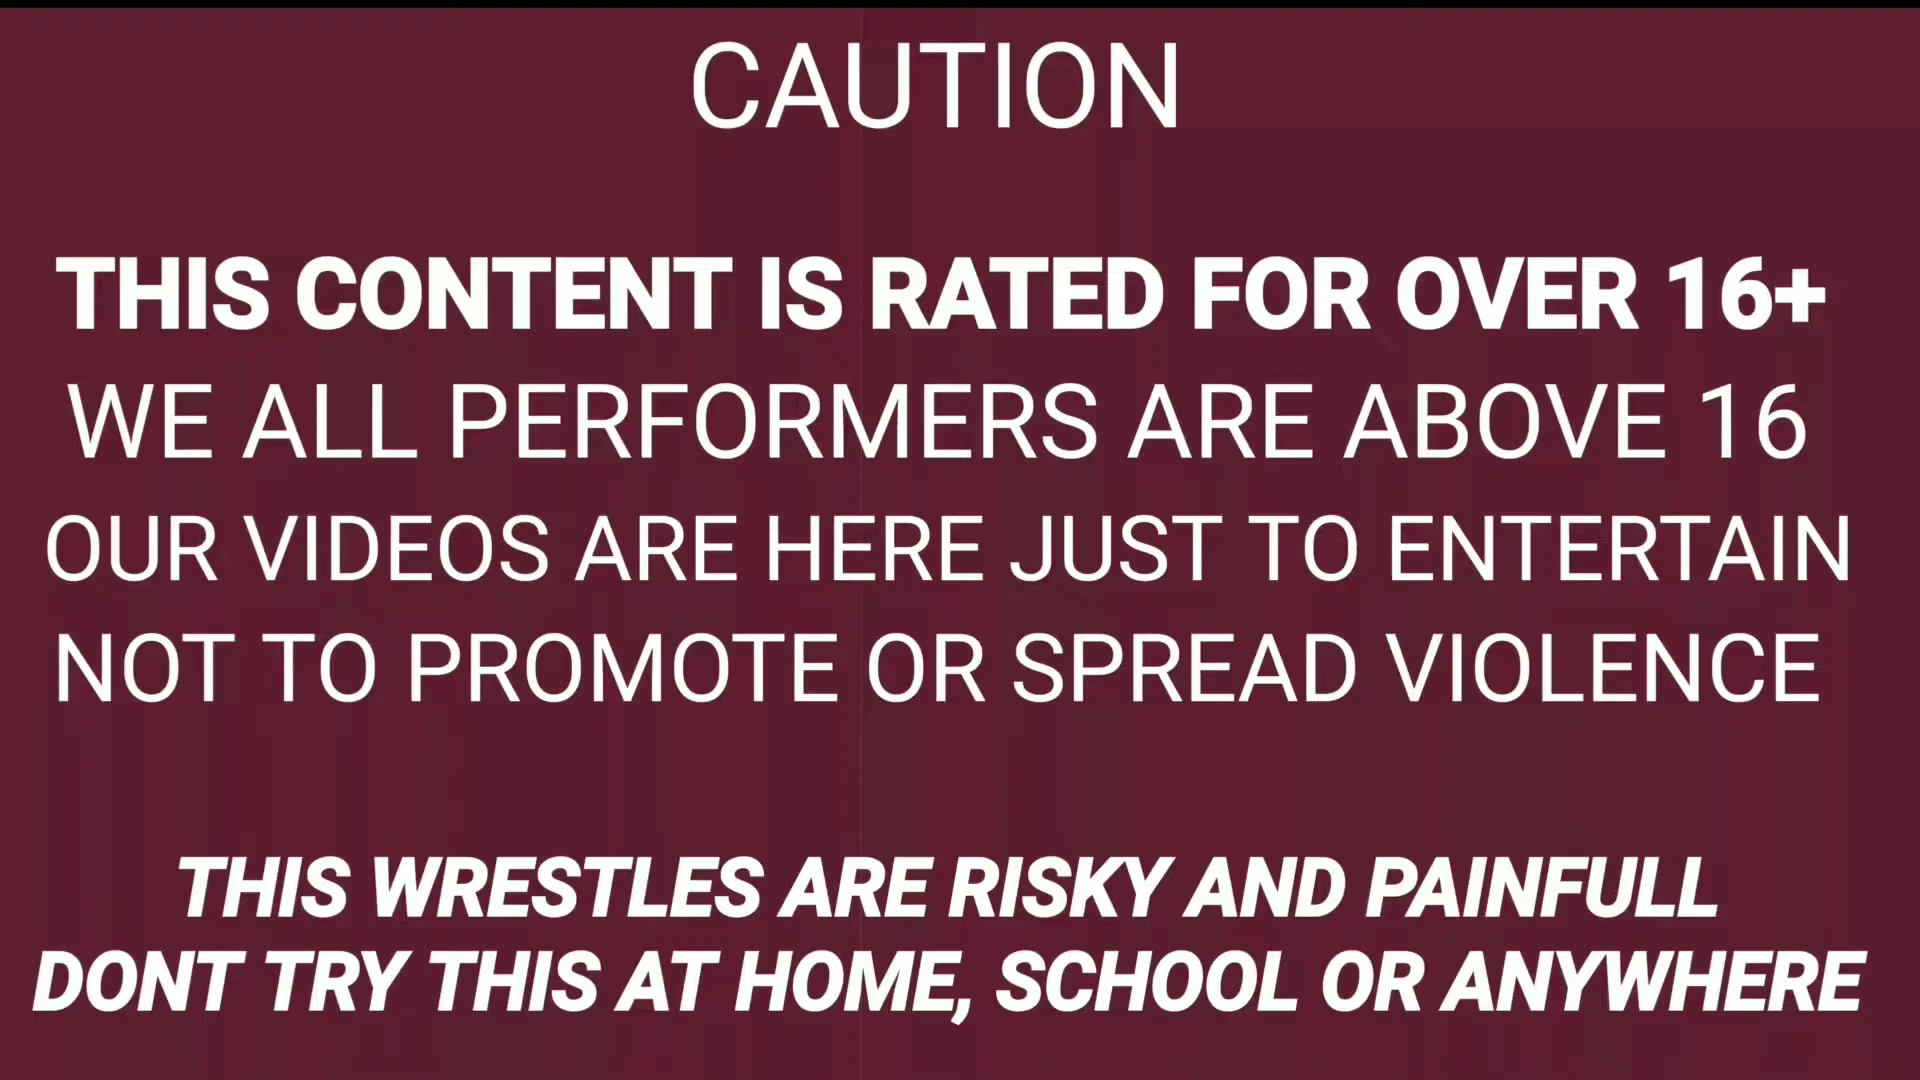 CAUTION
THIS CONTENT IS RATED FOR OVER 16+
WE ALL PERFORMERS ARE ABOVE 16
OUR VIDEOS ARE HERE JUST TO ENTERTAIN
NOT TO PROMOTE OR SPREAD VIOLENCE
THIS WRESTLES ARE RISKY AND PAINFULL
DONT TRY THIS AT HOME, SCHOOL OR ANYWHERE